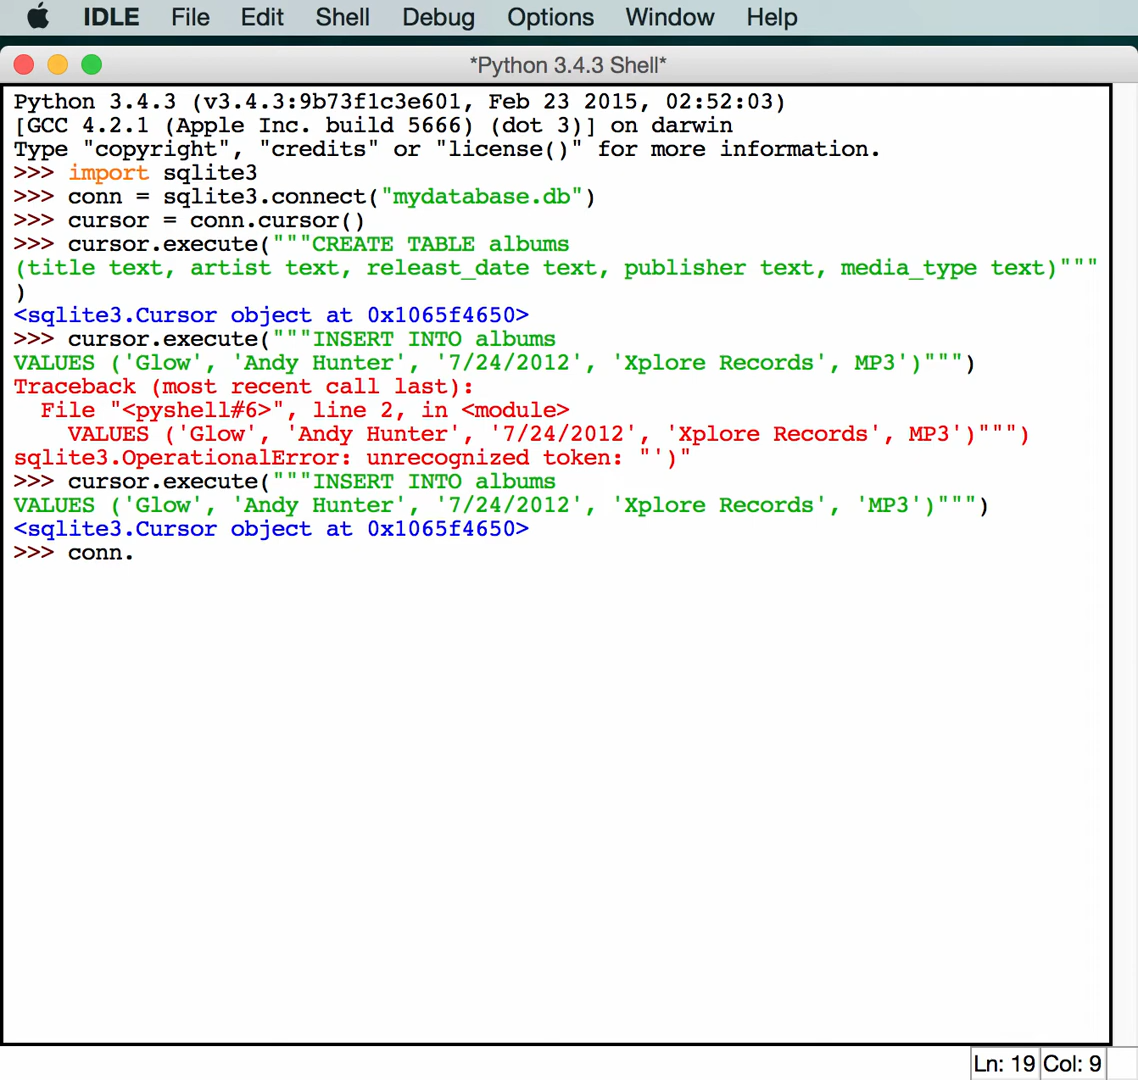 IDLE File Edit Shell Debug Options Window Help
*Python 3.4.3 Shell*
Python 3.4.3 (v3.4.3:9b73f1c3e601, Feb 23 2015, 02:52:03)
[GCC 4.2.1 (Apple Inc. build 5666) (dot 3)] on darwin
Type "copyright", "credits" or "license()" for more information.
>>> import sqlite3
>>> conn = sqlite3.connect("mydatabase.db")
>>> cursor = conn.cursor()
>>> cursor.execute("""CREATE TABLE albums
(title text, artist text, releast_date text, publisher text, media_type text)"""
)
<sqlite3.Cursor object at 0x1065f4650>
>>> cursor.execute("""INSERT INTO albums
VALUES ('Glow', 'Andy Hunter', '7/24/2012', 'Xplore Records', MP3')""")
Traceback (most recent call last):
  File "<pyshell#6>", line 2, in <module>
    VALUES ('Glow', 'Andy Hunter', '7/24/2012', 'Xplore Records', MP3')""")
sqlite3.OperationalError: unrecognized token: "')"
>>> cursor.execute("""INSERT INTO albums
VALUES ('Glow', 'Andy Hunter', '7/24/2012', 'Xplore Records', 'MP3')""")
<sqlite3.Cursor object at 0x1065f4650>
>>> conn.
Ln: 19 Col: 9